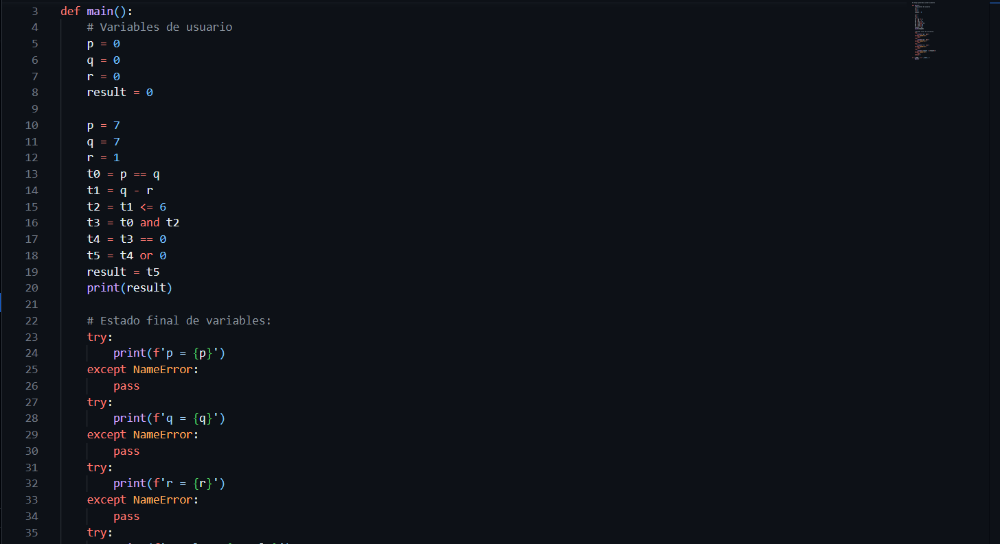 3 def main():
4     # Variables de usuario
5     p = 0
6     q = 0
7     r = 0
8     result = 0
9
10     p = 7
11     q = 7
12     r = 1
13     t0 = p == q
14     t1 = q - r
15     t2 = t1 <= 6
16     t3 = t0 and t2
17     t4 = t3 == 0
18     t5 = t4 or 0
19     result = t5
20     print(result)
21
22     # Estado final de variables:
23     try:
24         print(f'p = {p}')
25     except NameError:
26         pass
27     try:
28         print(f'q = {q}')
29     except NameError:
30         pass
31     try:
32         print(f'r = {r}')
33     except NameError:
34         pass
35     try: